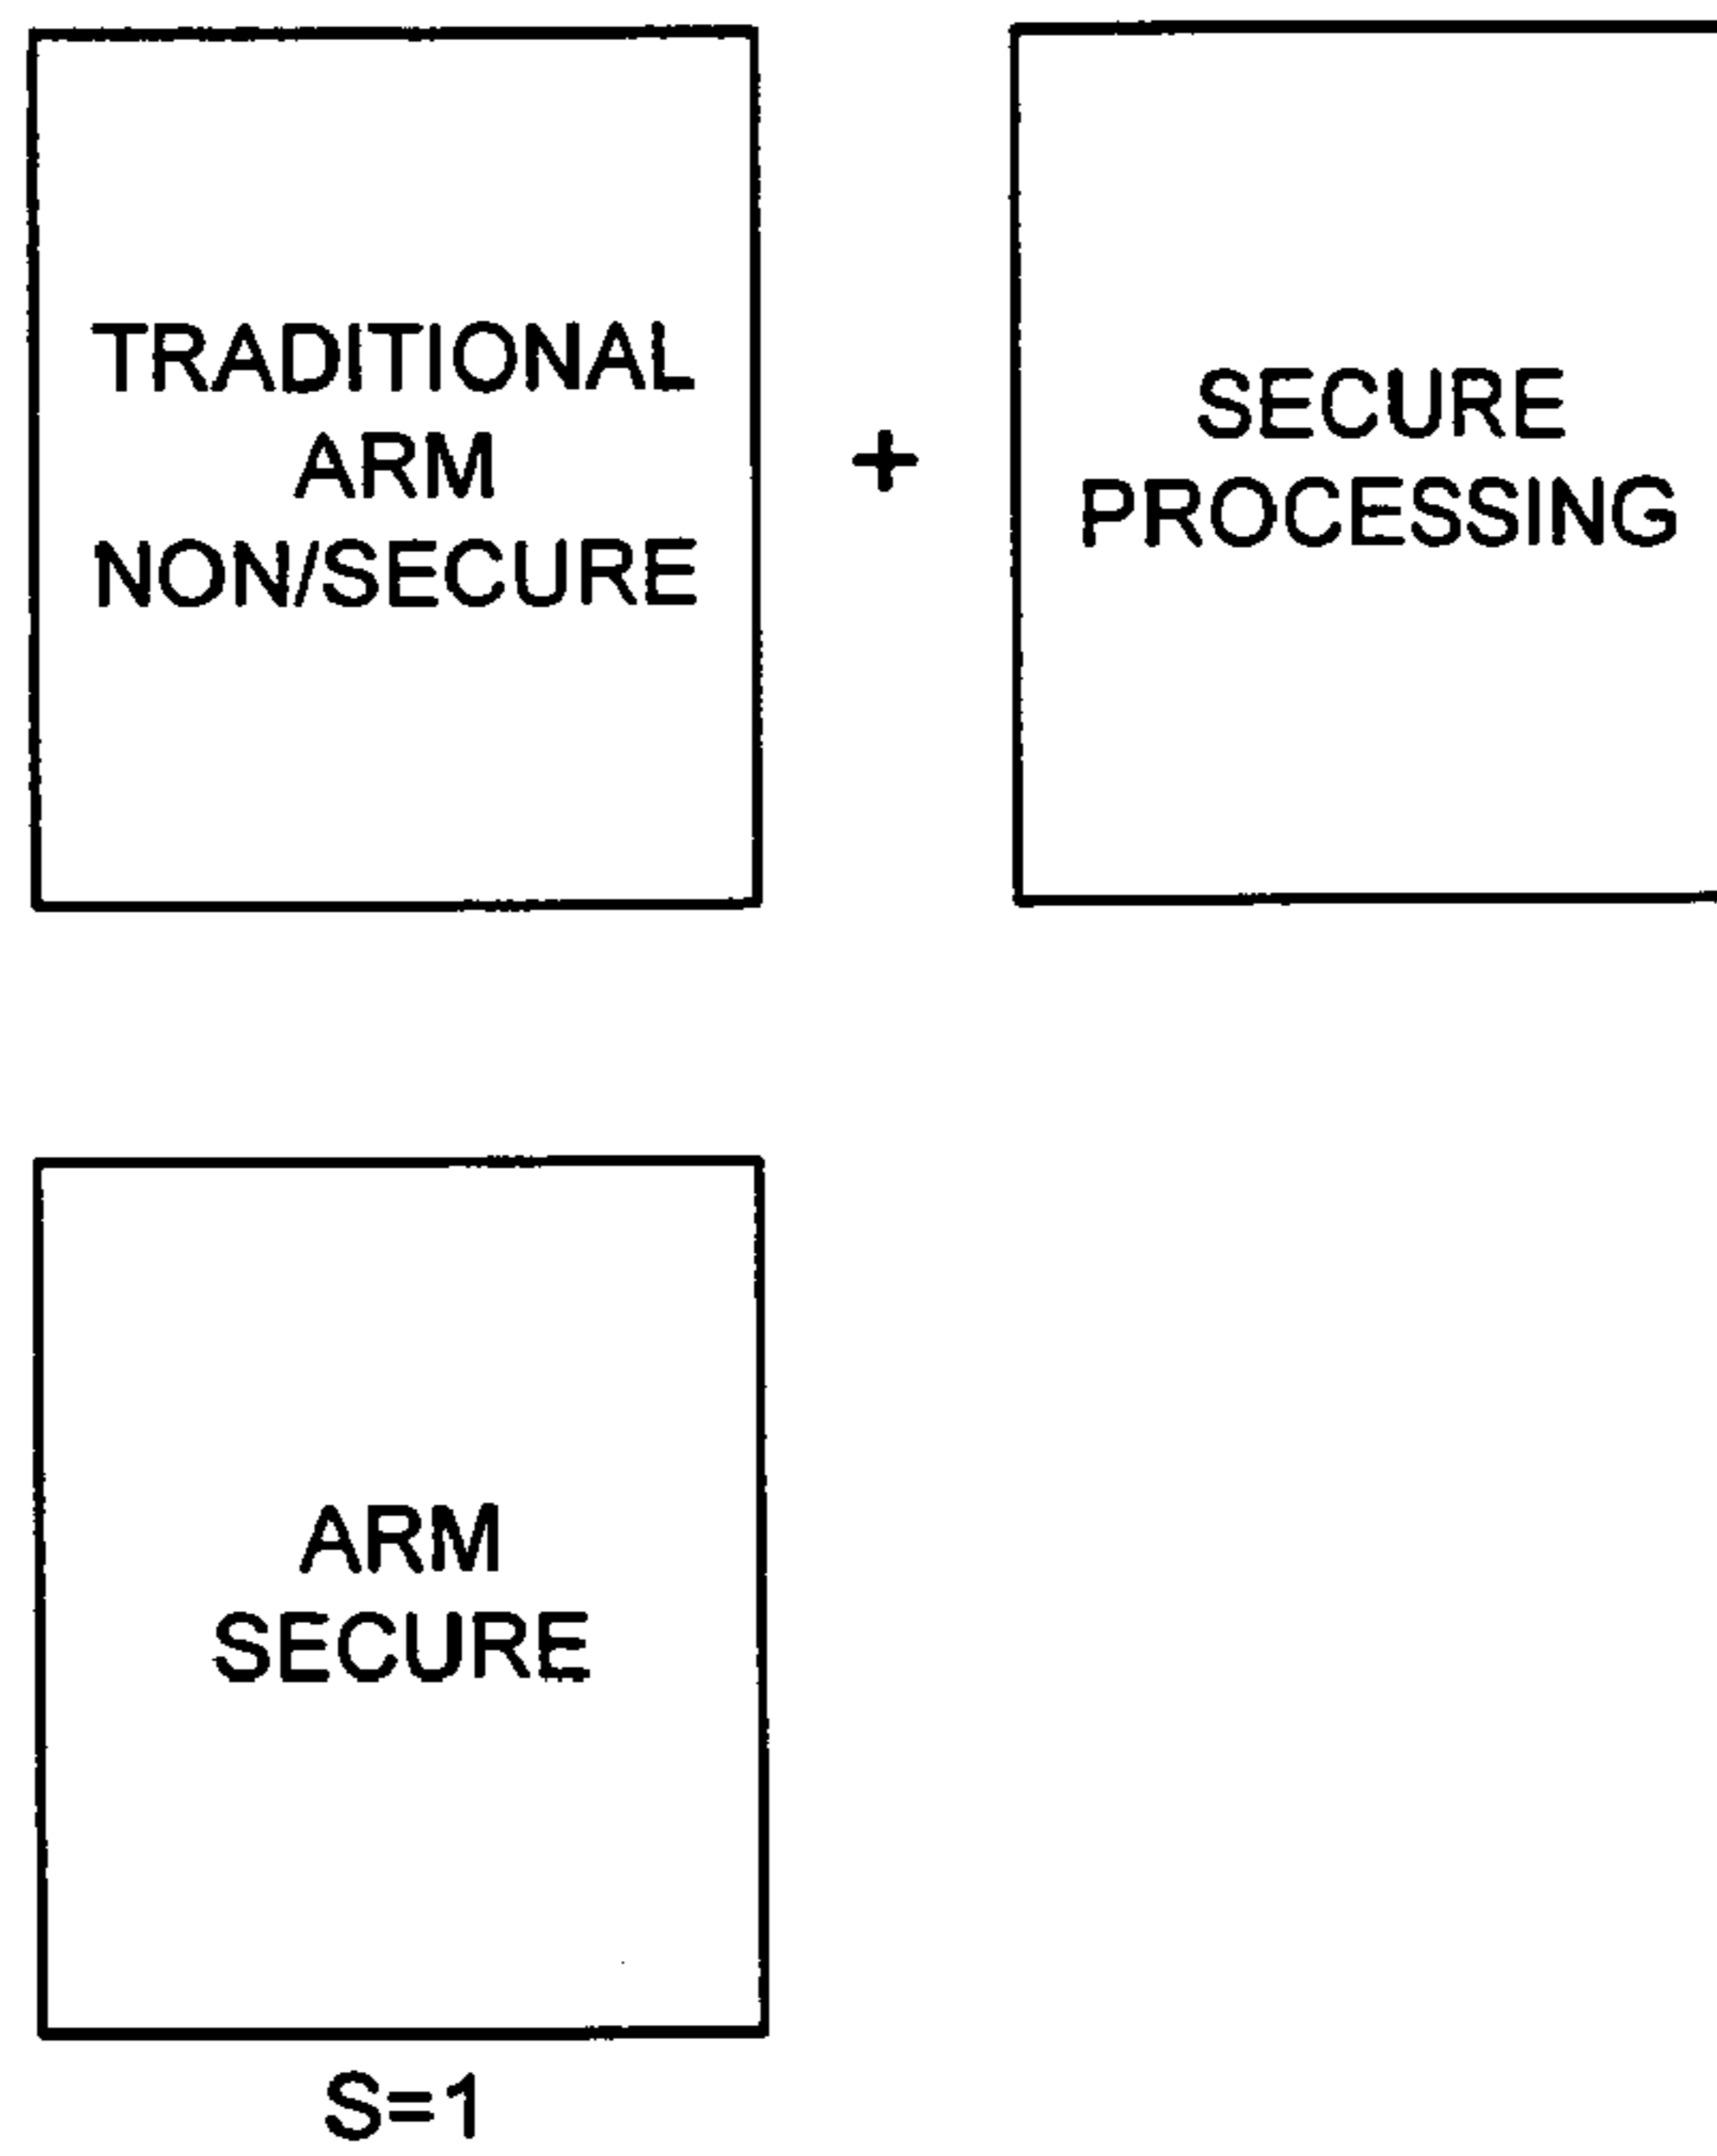 TRADITIONAL
ARM
NON/SECURE
+
SECURE
PROCESSING
ARM
SECURE
S=1